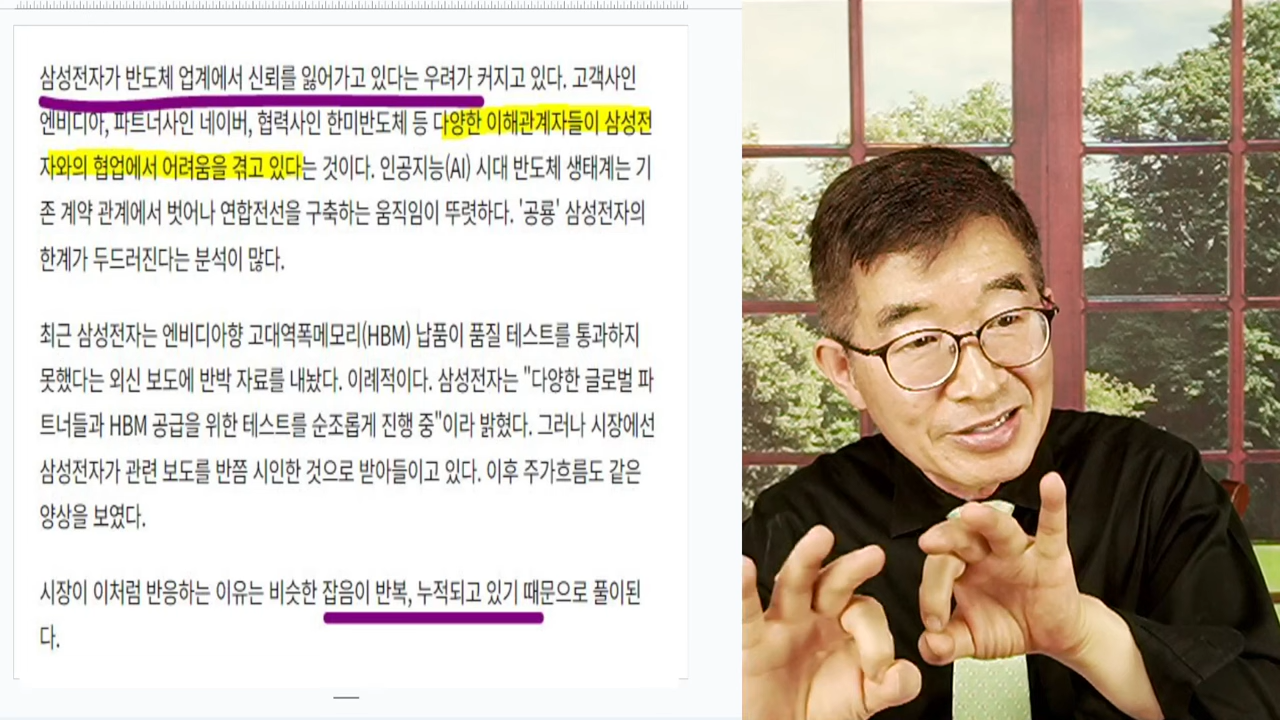 삼성전자가 반도체 업계에서 신뢰를 잃어가고 있다는 우려가 커지고 있다. 고객사인
엔비디아, 파트너사인 네이버, 협력사인 한미반도체 등 다양한 이해관계자들이 삼성전
자와의 협업에서 어려움을 겪고 있다는 것이다. 인공지능(AI) 시대 반도체 생태계는 기
존 계약 관계에서 벗어나 연합전선을 구축하는 움직임이 뚜렷하다. '공룡' 삼성전자의
한계가 두드러진다는 분석이 많다.
최근 삼성전자는 엔비디아향 고대역폭메모리(HBM) 납품이 품질 테스트를 통과하지
못했다는 외신 보도에 반박 자료를 내놨다. 이례적이다. 삼성전자는 "다양한 글로벌 파
트너들과 HBM 공급을 위한 테스트를 순조롭게 진행 중"이라 밝혔다. 그러나 시장에선
삼성전자가 관련 보도를 반쯤 시인한 것으로 받아들이고 있다. 이후 주가흐름도 같은
양상을 보였다.
시장이 이처럼 반응하는 이유는 비슷한 잡음이 반복, 누적되고 있기 때문으로 풀이된
다.